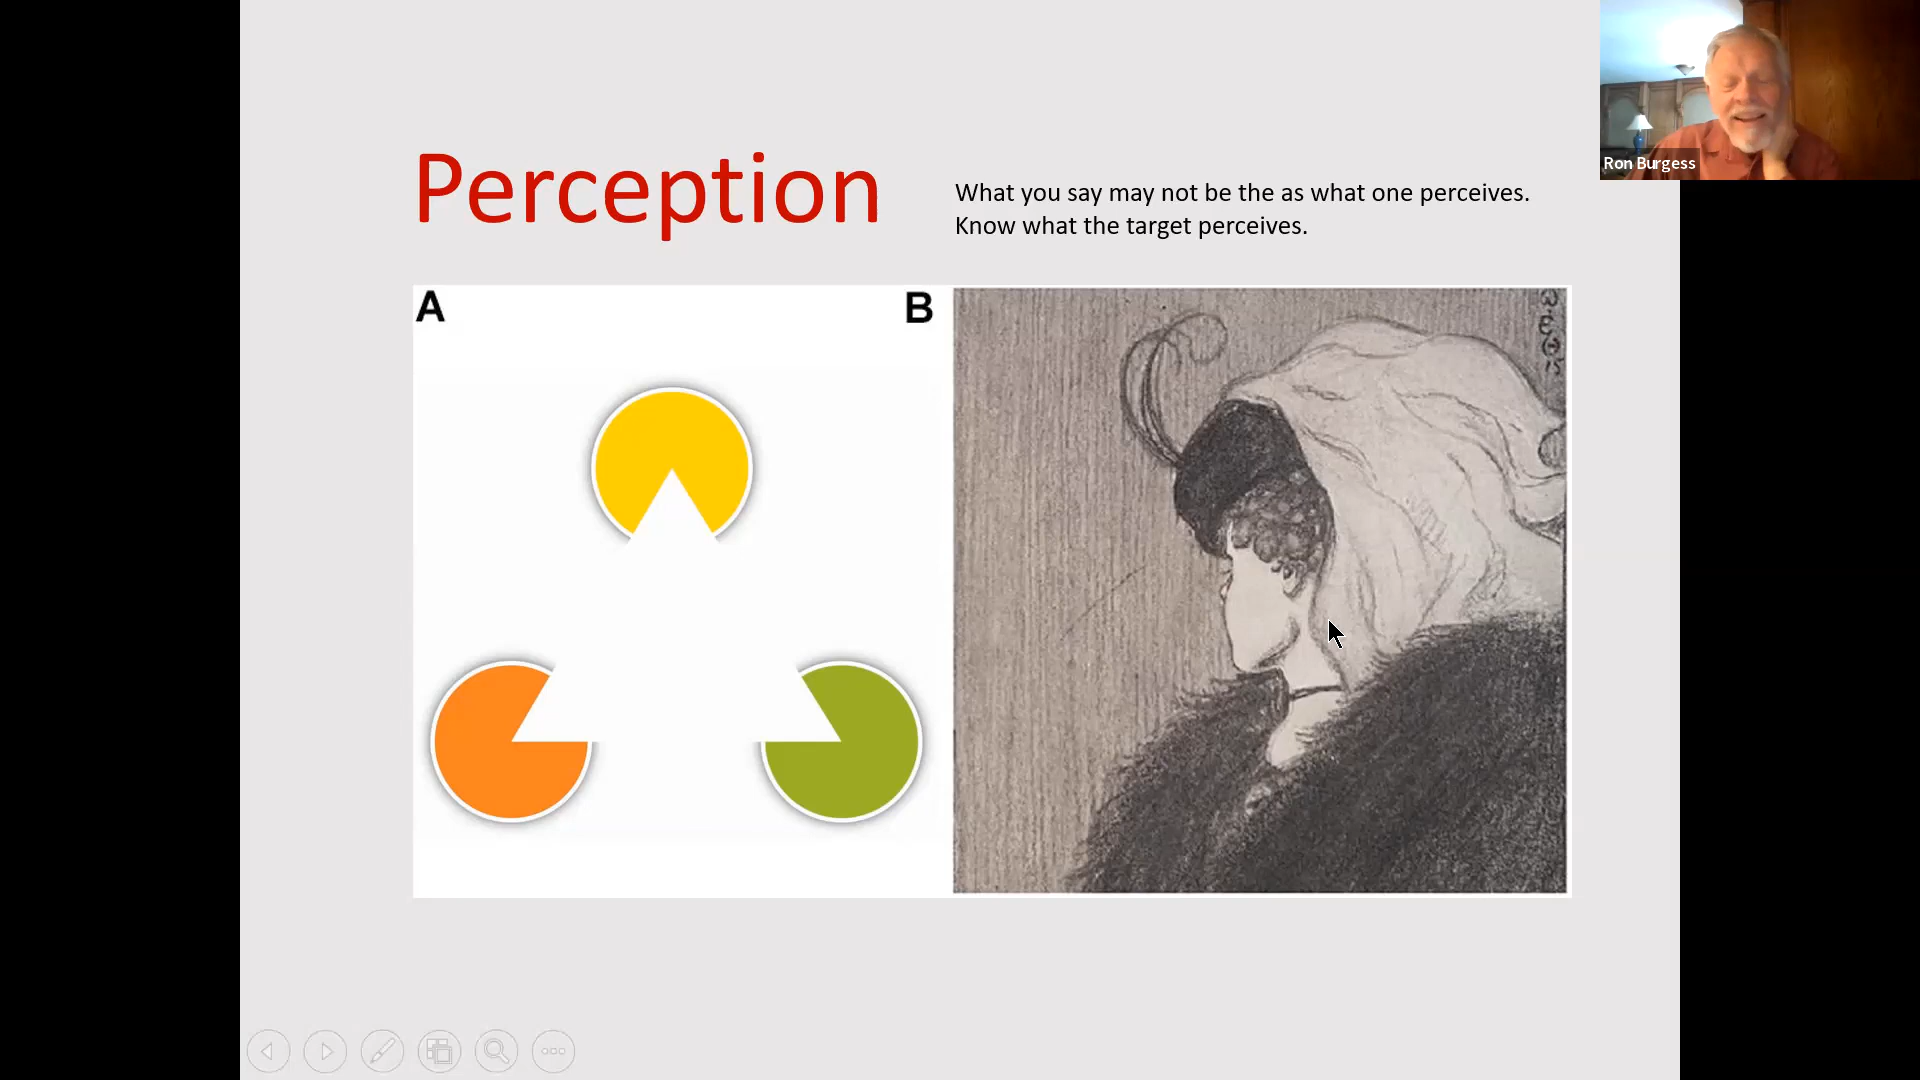 Perception
What you say may not be the as what one perceives.
Know what the target perceives.
A
B
Ron Burgess